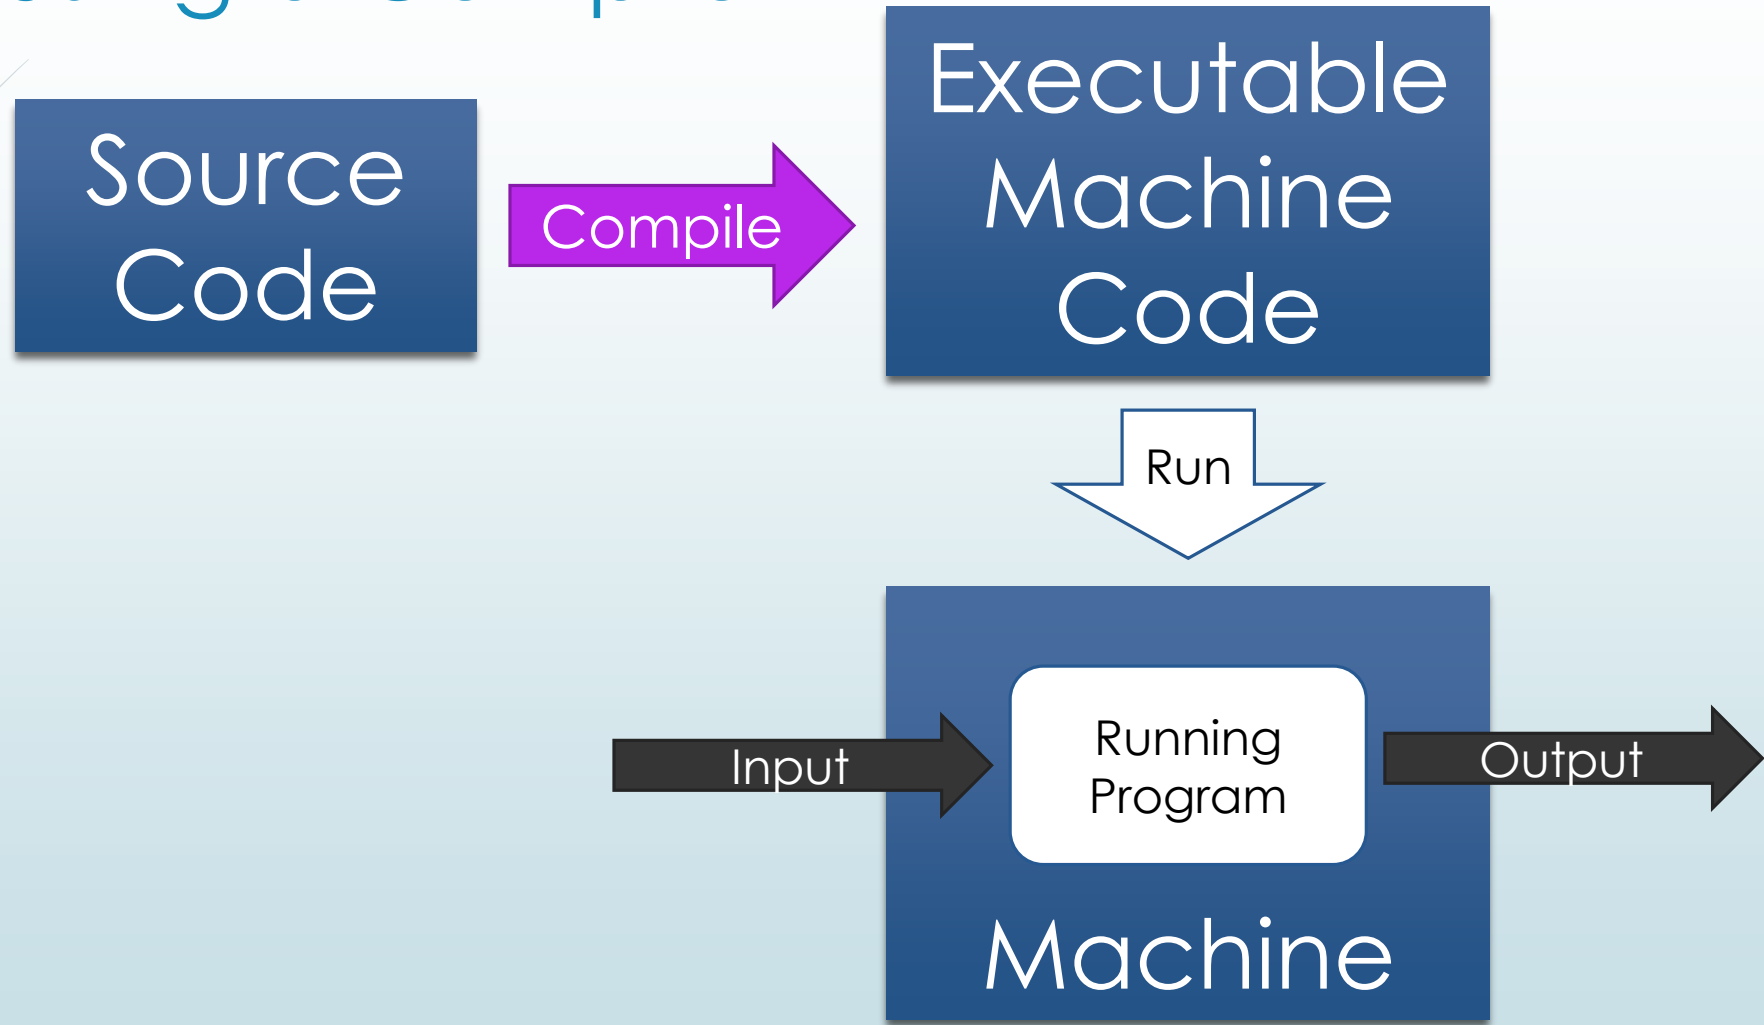 Source
Code
Compile
Executable
Machine
Code
Run
Input
Running
Program
Output
Machine